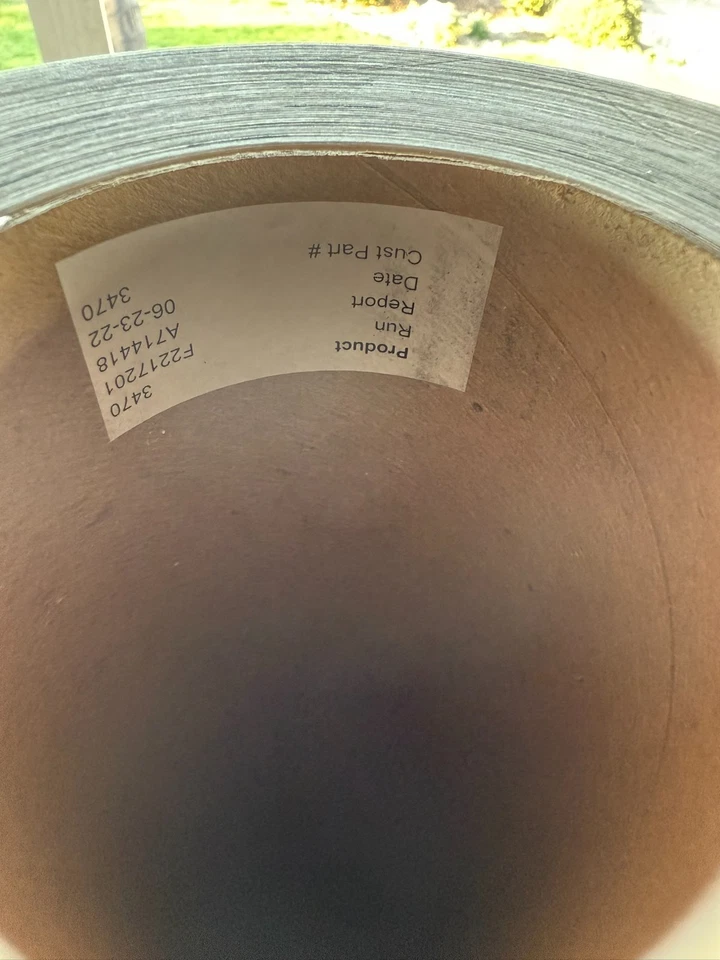 Product 3470
Run F2217201
Report A714418
Date 06-23-22
Cust Part # 3470